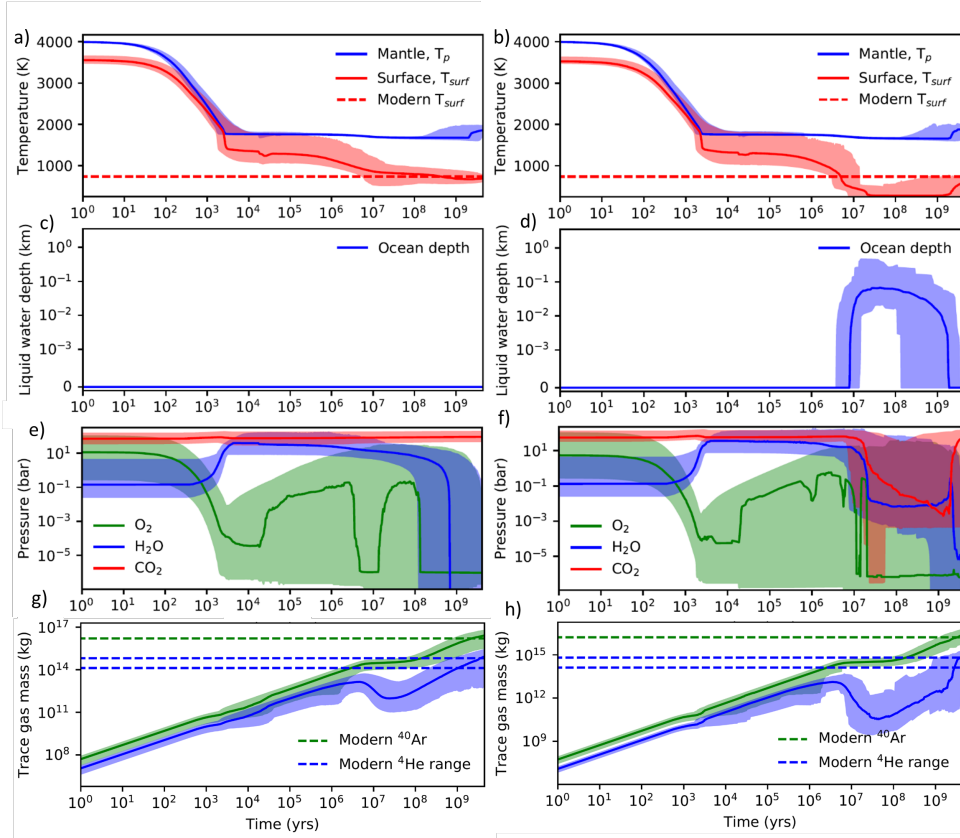 a)
4000
3000
2000
1000
Temperature (K)
Mantle, Tₚ
Surface, Tsurf
Modern Tsurf
10⁰ 10¹ 10² 10³ 10⁴ 10⁵ 10⁶ 10⁷ 10⁸ 10⁹
b)
4000
3000
2000
1000
Temperature (K)
Mantle, Tₚ
Surface, Tsurf
Modern Tsurf
10⁰ 10¹ 10² 10³ 10⁴ 10⁵ 10⁶ 10⁷ 10⁸ 10⁹
c)
10⁰
10⁻¹
10⁻²
10⁻³
0
Liquid water depth (km)
Ocean depth
10⁰ 10¹ 10² 10³ 10⁴ 10⁵ 10⁶ 10⁷ 10⁸ 10⁹
d)
10⁰
10⁻¹
10⁻²
10⁻³
0
Liquid water depth (km)
Ocean depth
10⁰ 10¹ 10² 10³ 10⁴ 10⁵ 10⁶ 10⁷ 10⁸ 10⁹
e)
10¹
10⁻¹
10⁻³
10⁻⁵
Pressure (bar)
O₂
H₂O
CO₂
10⁰ 10¹ 10² 10³ 10⁴ 10⁵ 10⁶ 10⁷ 10⁸ 10⁹
f)
10¹
10⁻¹
10⁻³
10⁻⁵
Pressure (bar)
O₂
H₂O
CO₂
10⁰ 10¹ 10² 10³ 10⁴ 10⁵ 10⁶ 10⁷ 10⁸ 10⁹
g)
10¹⁷
10¹⁴
10¹¹
10⁸
Trace gas mass (kg)
Modern ⁴⁰Ar
Modern ⁴He range
10⁰ 10¹ 10² 10³ 10⁴ 10⁵ 10⁶ 10⁷ 10⁸ 10⁹
Time (yrs)
h)
10¹⁵
10¹²
10⁹
Trace gas mass (kg)
Modern ⁴⁰Ar
Modern ⁴He range
10⁰ 10¹ 10² 10³ 10⁴ 10⁵ 10⁶ 10⁷ 10⁸ 10⁹
Time (yrs)